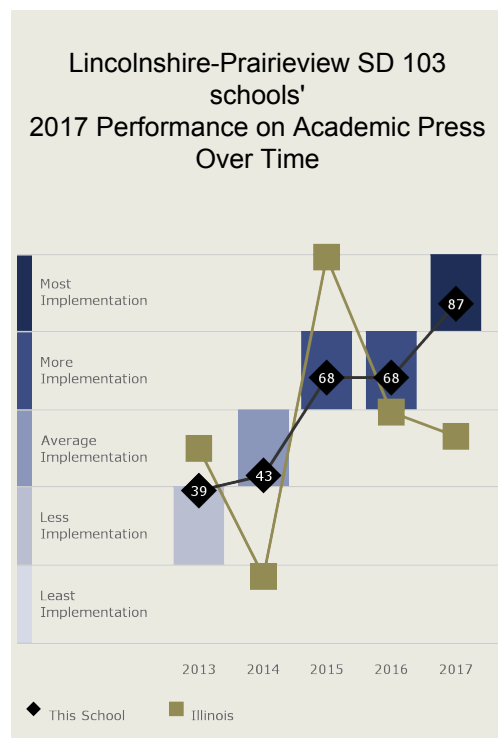 Lincolnshire-Prairieview SD 103
schools'
2017 Performance on Academic Press
Over Time
Most
Implementation
87
More
Implementation
68
68
Average
Implementation
43
39
Less
Implementation
Least
Implementation
2013 2014 2015 2016 2017
This School Illinois